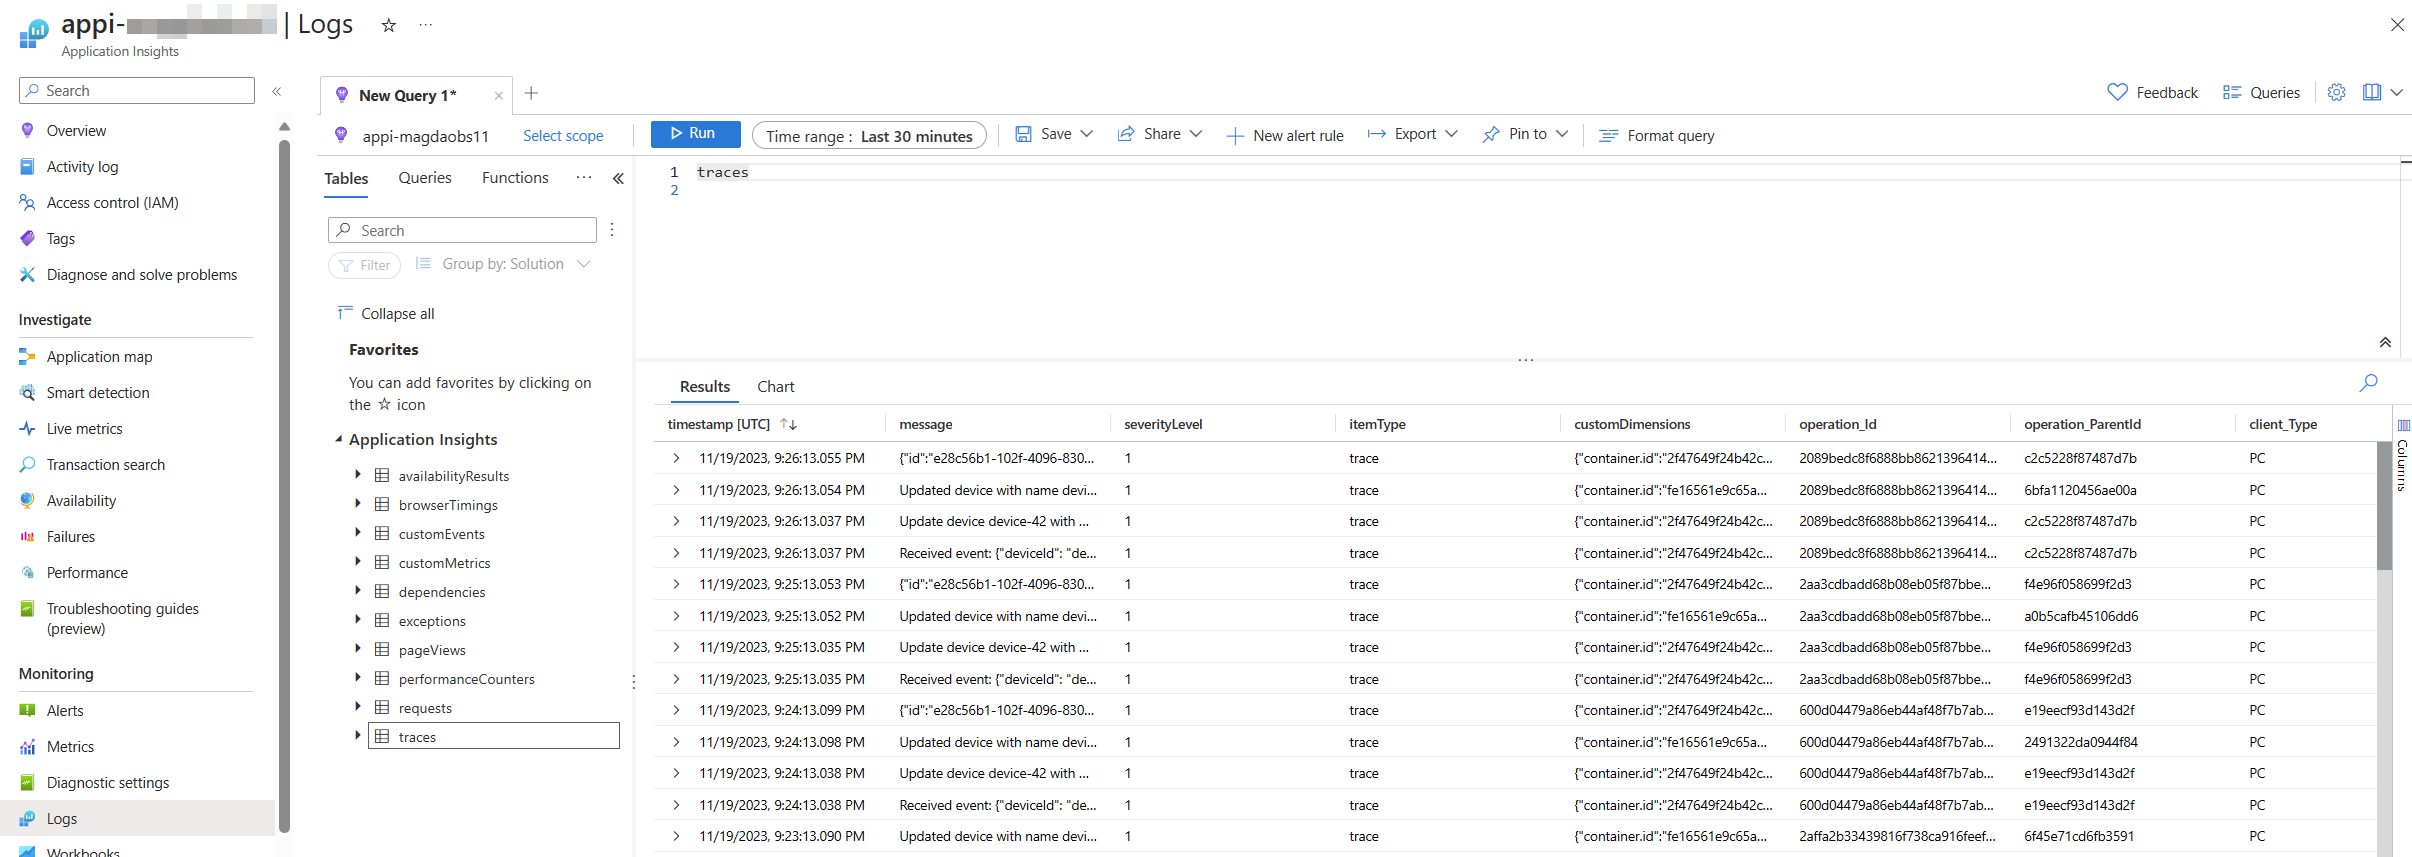 appi- | Logs ☆ ...
Application Insights
Search
Overview
Activity log
Access control (IAM)
Tags
Diagnose and solve problems
Investigate
Application map
Smart detection
Live metrics
Transaction search
Availability
Failures
Performance
Troubleshooting guides
(preview)
Monitoring
Alerts
Metrics
Diagnostic settings
Logs
Workbooks
New Query 1*
Feedback
Queries
appi-magdaobs11 Select scope Run Time range : Last 30 minutes Save Share New alert rule Export Pin to Format query
Tables Queries Functions ...
Search
Filter Group by: Solution
Collapse all
Favorites
You can add favorites by clicking on
the ☆ icon
Application Insights
availabilityResults
browserTimings
customEvents
customMetrics
dependencies
exceptions
pageViews
performanceCounters
requests
traces
1 traces
2
Results Chart
timestamp [UTC] message severityLevel itemType customDimensions operation_Id operation_ParentId client_Type
11/19/2023, 9:26:13.055 PM {"id":"e28c56b1-102f-4096-830... 1 trace {"container.id":"2f47649f24b42c... 2089bedc8f6888bb8621396414... c2c5228f87487d7b PC
11/19/2023, 9:26:13.054 PM Updated device with name devi... 1 trace {"container.id":"fe16561e9c65a... 2089bedc8f6888bb8621396414... 6bfa1120456ae00a PC
11/19/2023, 9:26:13.037 PM Update device device-42 with ... 1 trace {"container.id":"2f47649f24b42c... 2089bedc8f6888bb8621396414... c2c5228f87487d7b PC
11/19/2023, 9:26:13.037 PM Received event: {"deviceId": "de... 1 trace {"container.id":"2f47649f24b42c... 2089bedc8f6888bb8621396414... c2c5228f87487d7b PC
11/19/2023, 9:25:13.053 PM {"id":"e28c56b1-102f-4096-830... 1 trace {"container.id":"2f47649f24b42c... 2aa3cdbadd68b08eb05f87bbe... f4e96f058699f2d3 PC
11/19/2023, 9:25:13.052 PM Updated device with name devi... 1 trace {"container.id":"fe16561e9c65a... 2aa3cdbadd68b08eb05f87bbe... a0b5cafb45106dd6 PC
11/19/2023, 9:25:13.035 PM Update device device-42 with ... 1 trace {"container.id":"2f47649f24b42c... 2aa3cdbadd68b08eb05f87bbe... f4e96f058699f2d3 PC
11/19/2023, 9:25:13.035 PM Received event: {"deviceId": "de... 1 trace {"container.id":"2f47649f24b42c... 2aa3cdbadd68b08eb05f87bbe... f4e96f058699f2d3 PC
11/19/2023, 9:24:13.099 PM {"id":"e28c56b1-102f-4096-830... 1 trace {"container.id":"2f47649f24b42c... 600d04479a86eb44af48f7b7ab... e19eecf93d143d2f PC
11/19/2023, 9:24:13.098 PM Updated device with name devi... 1 trace {"container.id":"fe16561e9c65a... 600d04479a86eb44af48f7b7ab... 2491322da0944f84 PC
11/19/2023, 9:24:13.038 PM Update device device-42 with ... 1 trace {"container.id":"2f47649f24b42c... 600d04479a86eb44af48f7b7ab... e19eecf93d143d2f PC
11/19/2023, 9:24:13.038 PM Received event: {"deviceId": "de... 1 trace {"container.id":"2f47649f24b42c... 600d04479a86eb44af48f7b7ab... e19eecf93d143d2f PC
11/19/2023, 9:23:13.090 PM Updated device with name devi... 1 trace {"container.id":"fe16561e9c65a... 2affa2b33439816f738ca916feef... 6f45e71cd6fb3591 PC
Columns